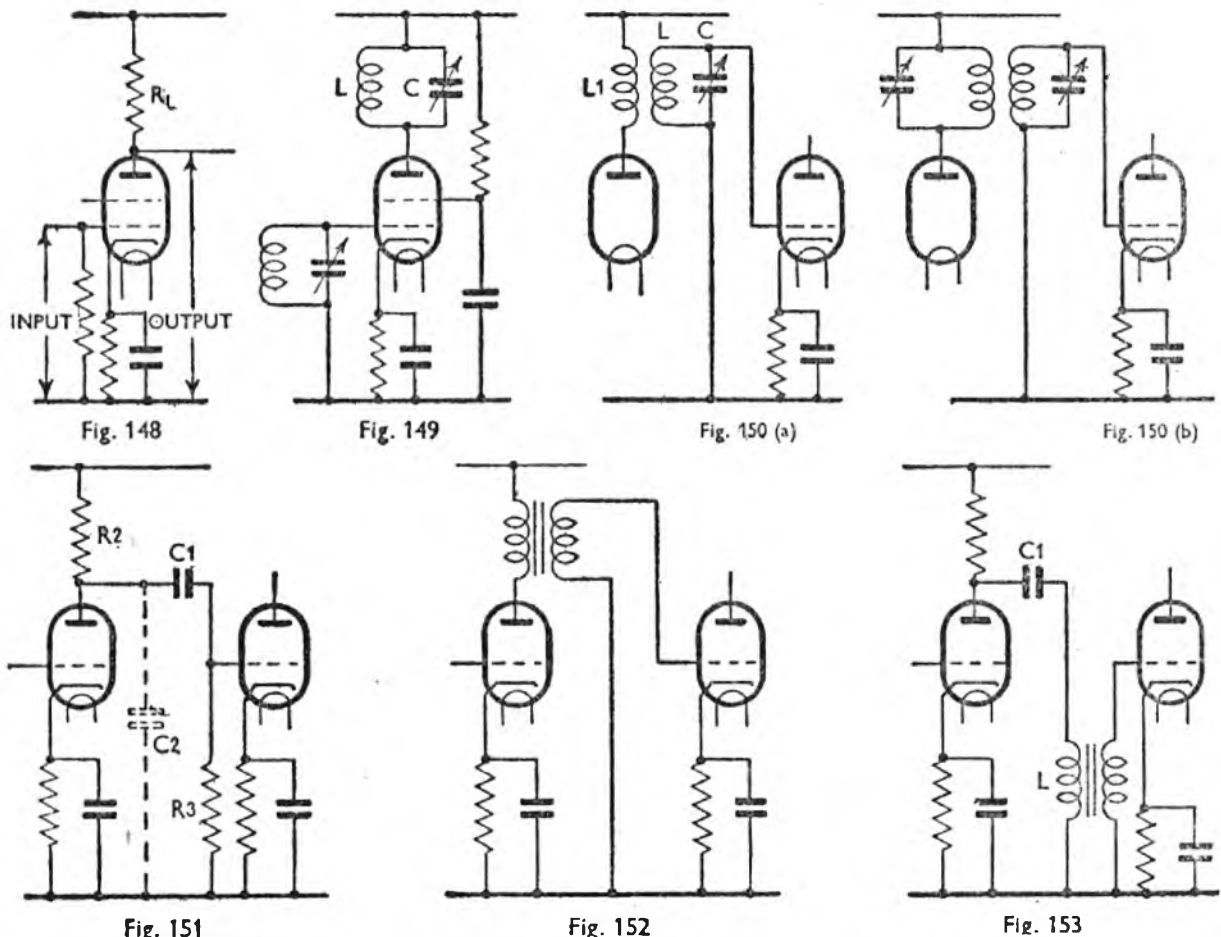 R_L
INPUT
OUTPUT
Fig. 148
L
C
Fig. 149
L1
L
C
Fig. 150 (a)
Fig. 150 (b)
R2
C1
C2
R3
Fig. 151
Fig. 152
C1
L
Fig. 153